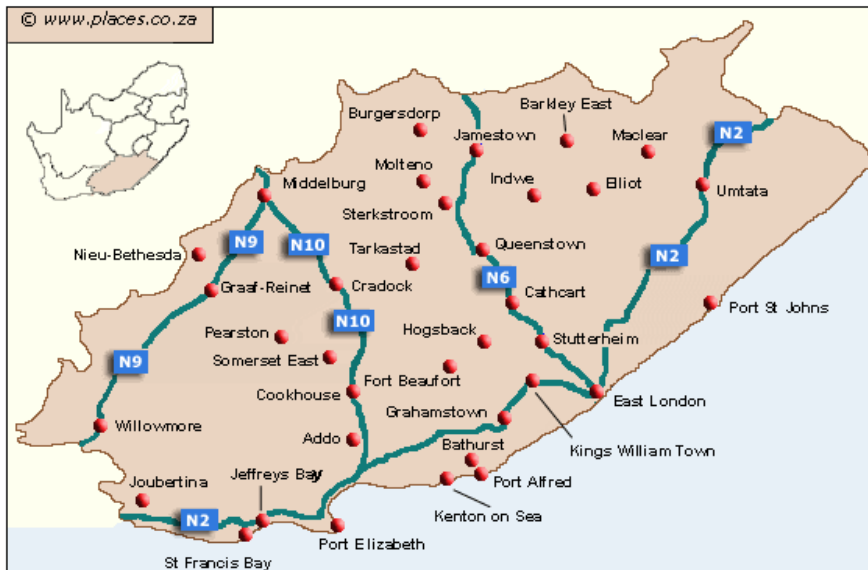 © www.places.co.za
Burgersdorp
Barkley East
Jamestown
Maclear
N2
Molteno
Middelburg
Indwe
Elliot
Umtata
Sterkstroom
N9
N10
Nieu-Bethesda
Tarkastad
Queenstown
N2
Graaf-Reinet
Cradock
N6
Cathcart
Port St Johns
N10
Pearston
Hogsback
Stutterheim
Somerset East
N9
Cookhouse
Fort Beaufort
East London
Willowmore
Grahamstown
Addo
Bathurst
Kings William Town
Joubertina
Jeffreys Bay
Port Alfred
N2
Kenton on Sea
Port Elizabeth
St Francis Bay